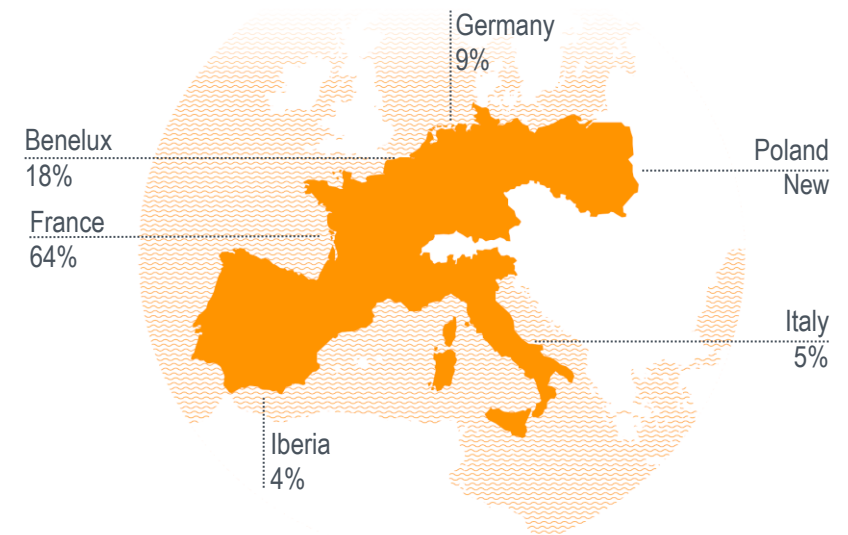 Germany
9%
Benelux
18%
Poland
New
France
64%
Italy
5%
Iberia
4%